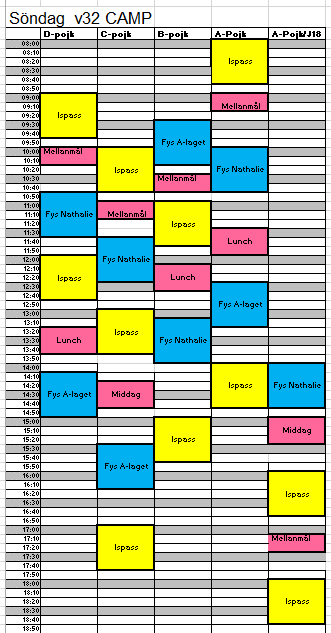 Söndag v32 CAMP
D-pojk C-pojk B-pojk A-Pojk A-Pojk/J18
08:00
08:10
08:20 Ispass
08:30
08:40
08:50
09:00
09:10 Mellanmål
09:20 Ispass
09:30
09:40
09:50 Fys A-laget
10:00 Mellanmål
10:10
10:20 Ispass Fys Nathalie
10:30 Mellanmål
10:40
10:50
11:00
11:10 Fys Nathalie Mellanmål
11:20 Ispass
11:30
11:40 Lunch
11:50
12:00 Fys Nathalie
12:10
12:20 Ispass Lunch
12:30
12:40
12:50 Fys A-laget
13:00
13:10
13:20 Ispass
13:30 Lunch Fys Nathalie
13:40
13:50
14:00
14:10
14:20 Ispass Fys Nathalie
14:30 Fys A-laget Middag
14:40
14:50
15:00
15:10 Middag
15:20 Ispass
15:30
15:40
15:50 Fys A-laget
16:00
16:10
16:20 Ispass
16:30
16:40
16:50
17:00
17:10 Mellanmål
17:20 Ispass
17:30
17:40
17:50
18:00
18:10
18:20 Ispass
18:30
18:40
18:50